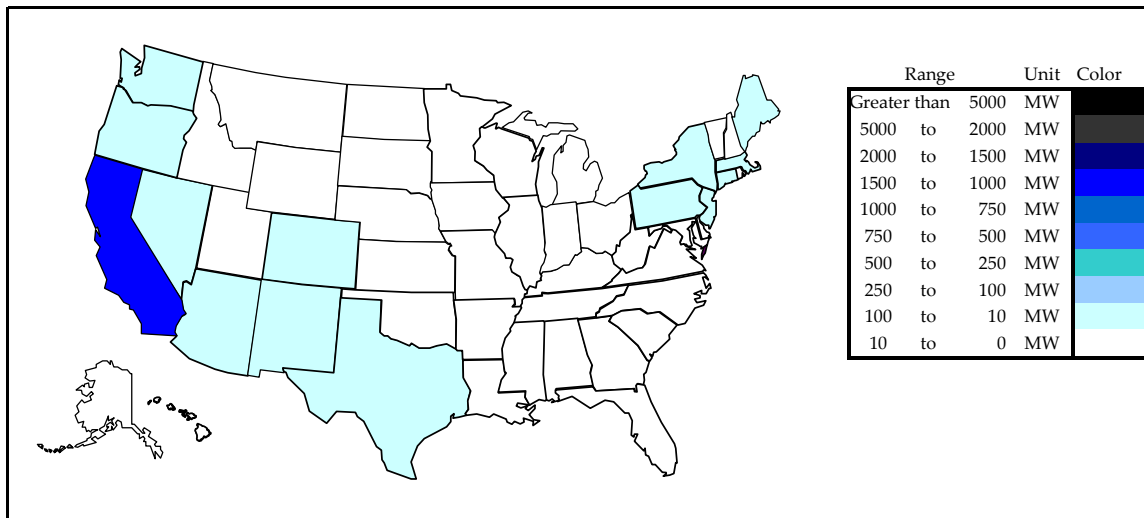 Range Unit Color
Greater than 5000 MW
5000 to 2000 MW
2000 to 1500 MW
1500 to 1000 MW
1000 to 750 MW
750 to 500 MW
500 to 250 MW
250 to 100 MW
100 to 10 MW
10 to 0 MW